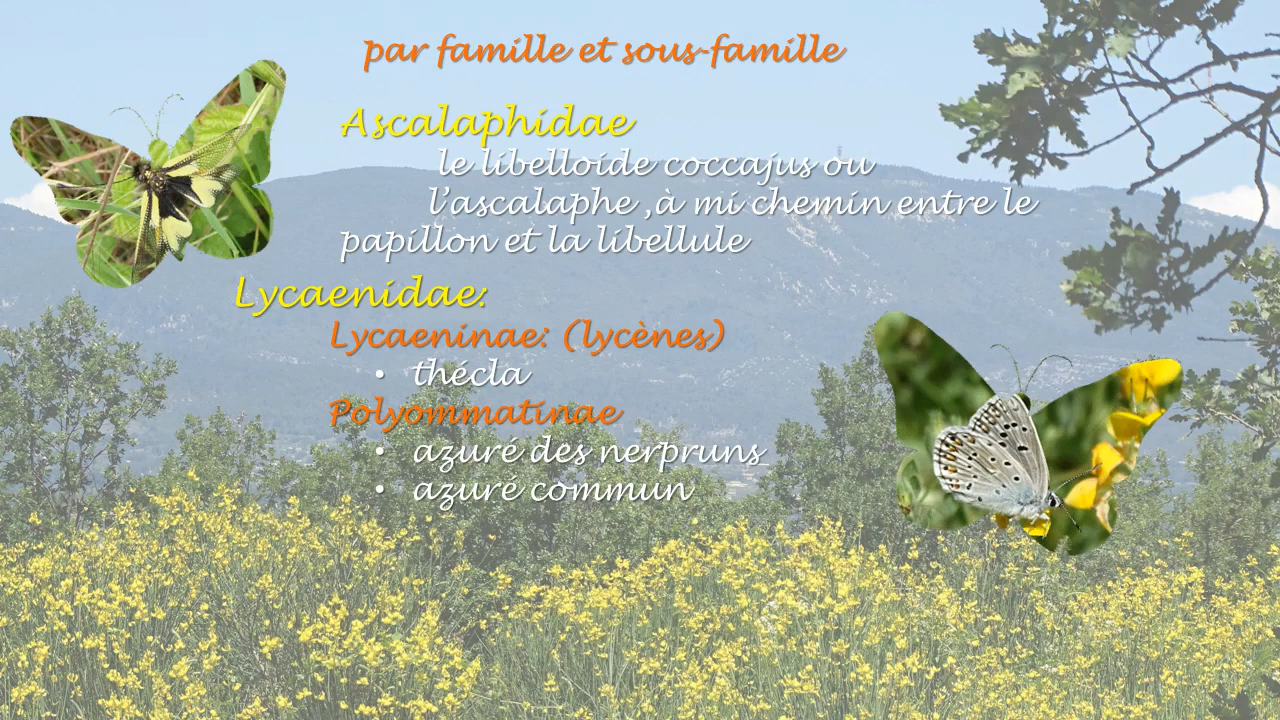 par famille et sous-famille
Ascalaphidae
le libelloide coccajus ou
l’ascalaphe ,à mi chemin entre le
papillon et la libellule
Lycaenidae:
Lycaeninae: (lycènes)
• thécla
Polyommatinae
• azuré des nerpruns
• azuré commun